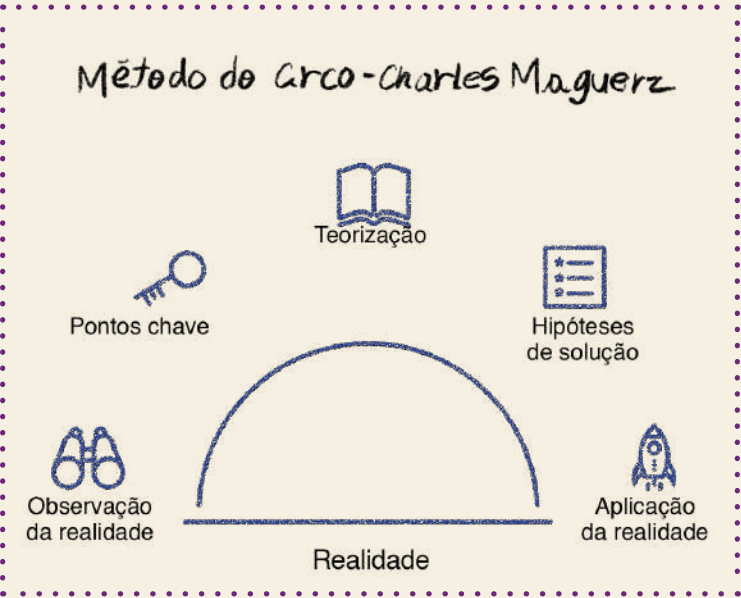 Método do arco - Charles Maguerz
Teorização
Pontos chave
Hipóteses
de solução
Observação
da realidade
Aplicação
da realidade
Realidade